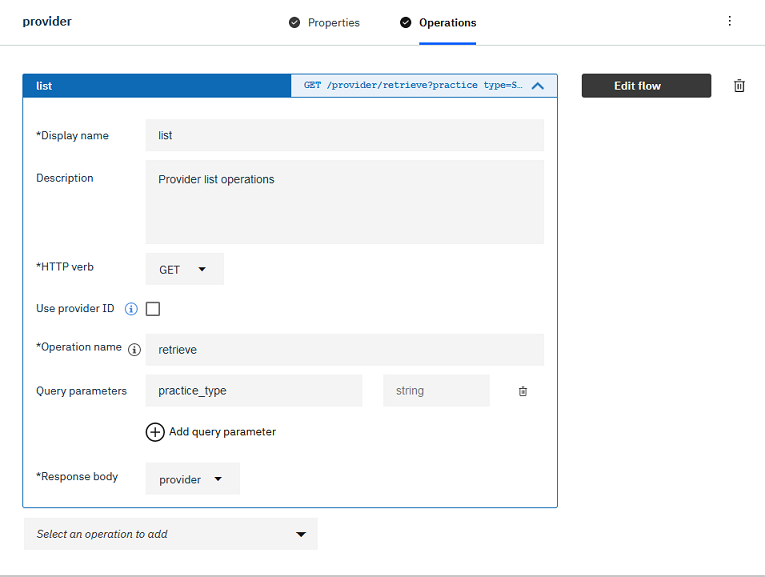 provider
Properties
Operations
list
GET /provider/retrieve?practice type=S…
Edit flow
*Display name
list
Description
Provider list operations
*HTTP verb
GET
Use provider ID
*Operation name
retrieve
Query parameters
practice_type
string
Add query parameter
*Response body
provider
Select an operation to add